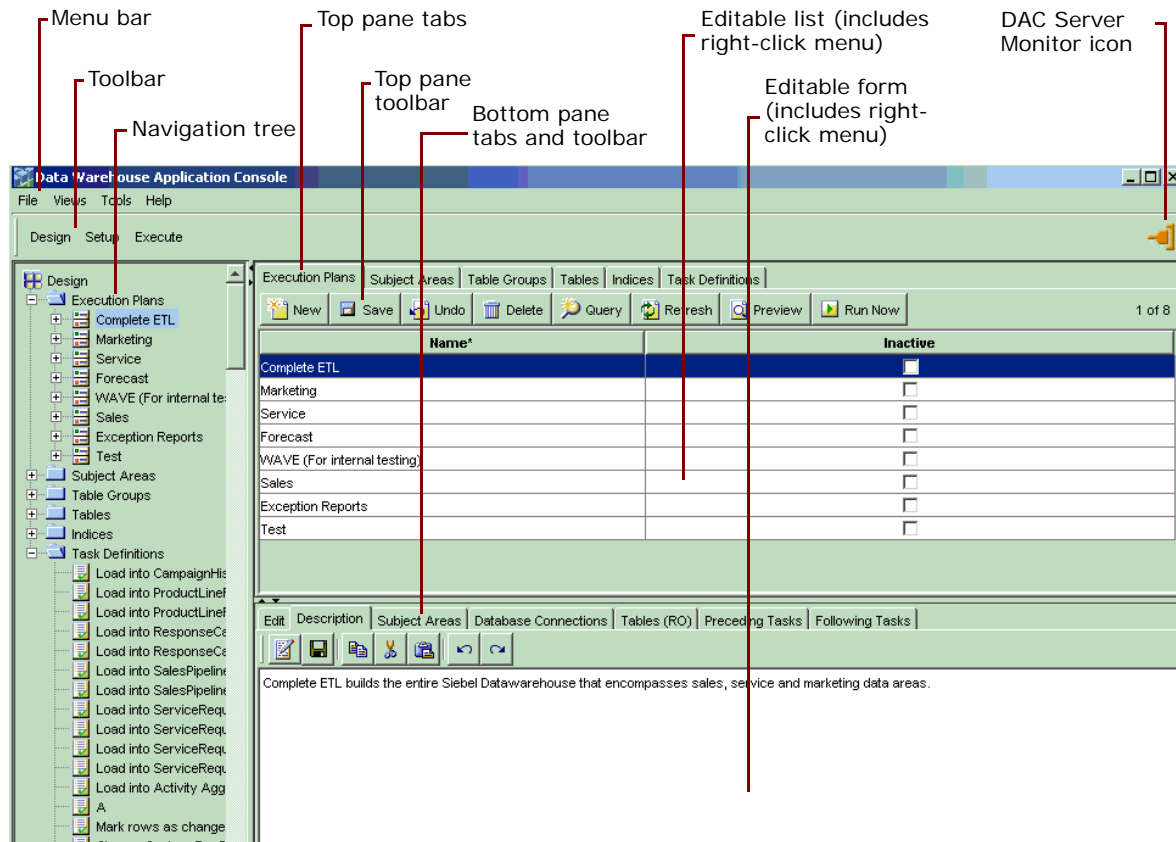 Menu bar
Top pane tabs
Editable list (includes
right-click menu)
DAC Server
Monitor icon
Toolbar
Top pane
toolbar
Editable form
(includes right-
click menu)
Navigation tree
Bottom pane
tabs and toolbar
Data Warehouse Application Console
File Views Tools Help
Design Setup Execute
Design
Execution Plans
Complete ETL
Marketing
Service
Forecast
WAVE (For internal te
Sales
Exception Reports
Test
Subject Areas
Table Groups
Tables
Indices
Task Definitions
Load into CampaignHis
Load into ProductLine
Load into ProductLine
Load into ResponseCa
Load into ResponseCa
Load into SalesPipeline
Load into SalesPipeline
Load into ServiceRequ
Load into ServiceRequ
Load into ServiceRequ
Load into ServiceRequ
Load into Activity Agg
A
Mark rows as change
Execution Plans Subject Areas Table Groups Tables Indices Task Definitions
New Save Undo Delete Query Refresh Preview Run Now 1 of 8
Name* Inactive
Complete ETL
Marketing
Service
Forecast
WAVE (For internal testing)
Sales
Exception Reports
Test
Edit Description Subject Areas Database Connections Tables (RO) Preceding Tasks Following Tasks
Complete ETL builds the entire Siebel Datawarehouse that encompasses sales, service and marketing data areas.